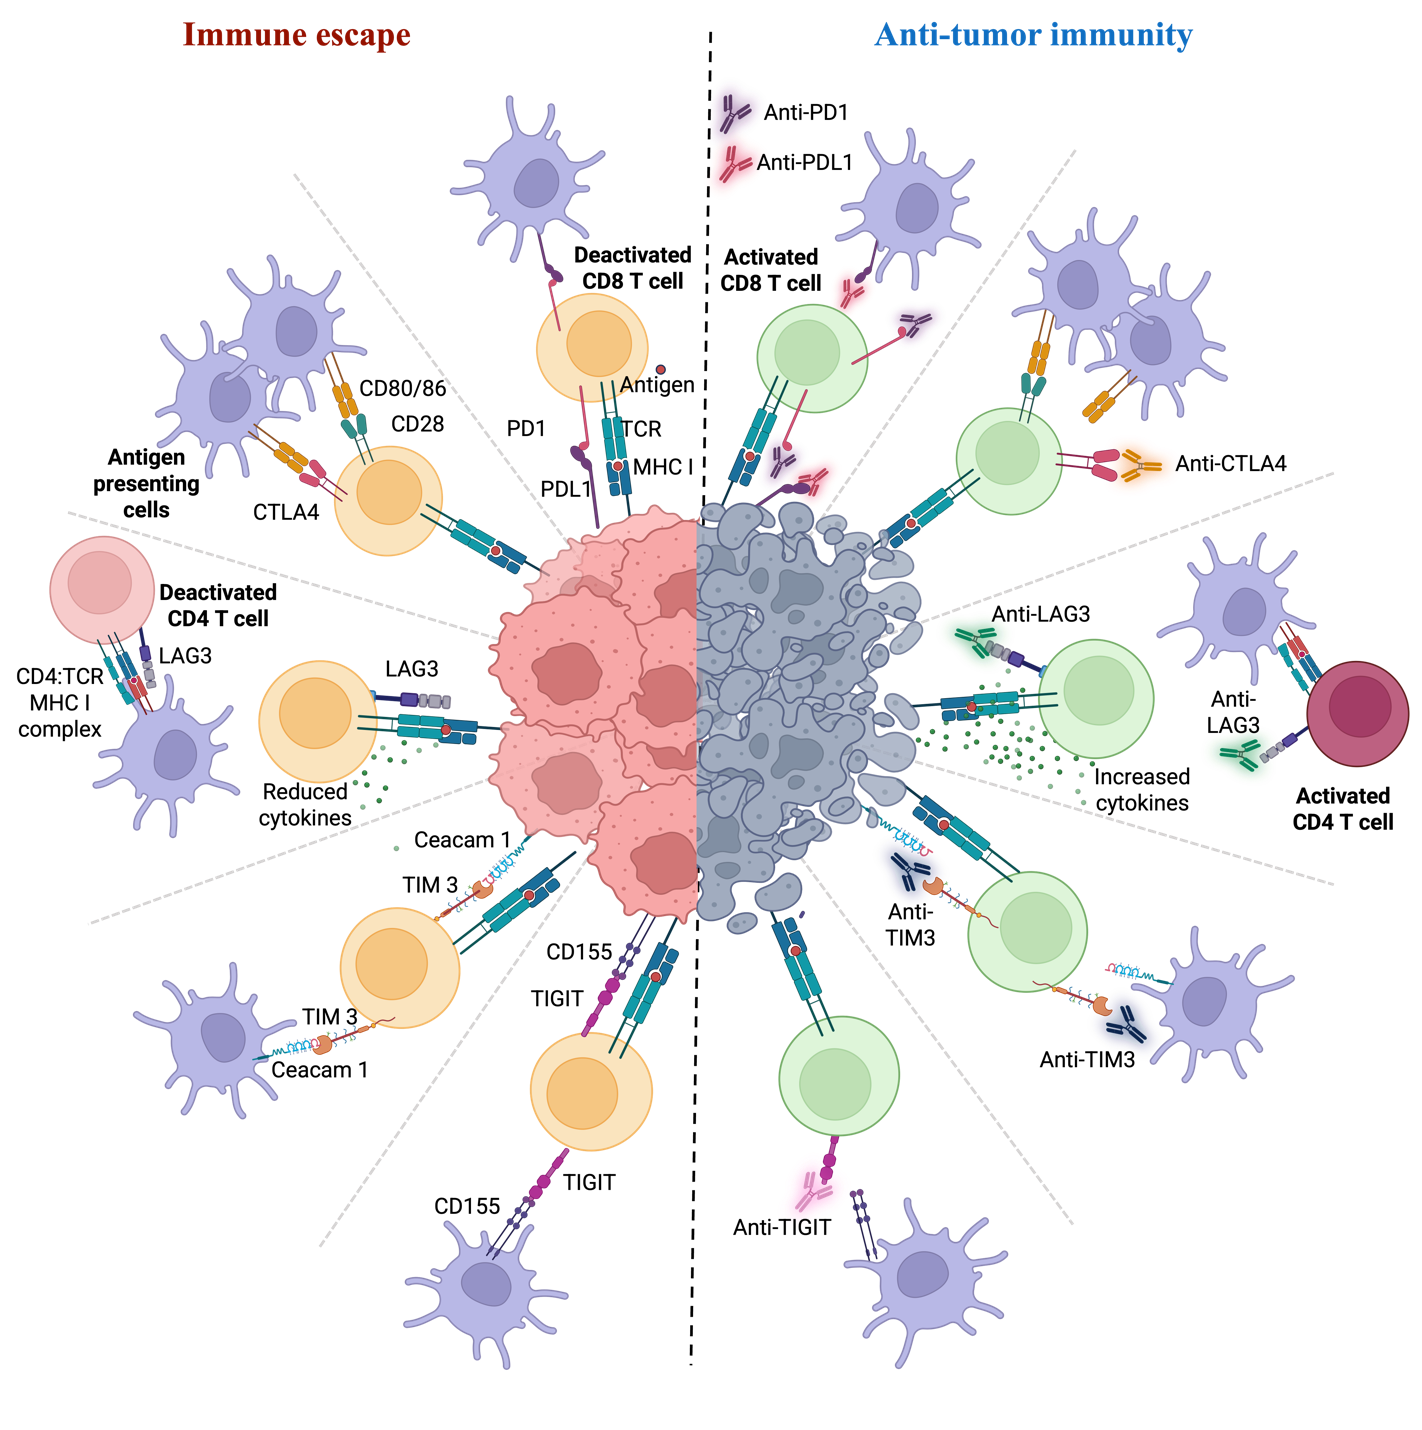 Immune escape
Anti-tumor immunity
Anti-PD1
Anti-PDL1
Deactivated
CD8 T cell
Activated
CD8 T cell
Antigen
CD80/86
CD28
PD1
TCR
MHC I
PDL1
Antigen
presenting
cells
CTLA4
Anti-CTLA4
Deactivated
CD4 T cell
LAG3
CD4:TCR
MHC I
complex
LAG3
Reduced
cytokines
Anti-LAG3
Anti-
LAG3
Increased
cytokines
Activated
CD4 T cell
Ceacam 1
TIM 3
TIM 3
Ceacam 1
Anti-
TIM3
Anti-TIM3
CD155
TIGIT
TIGIT
CD155
Anti-TIGIT